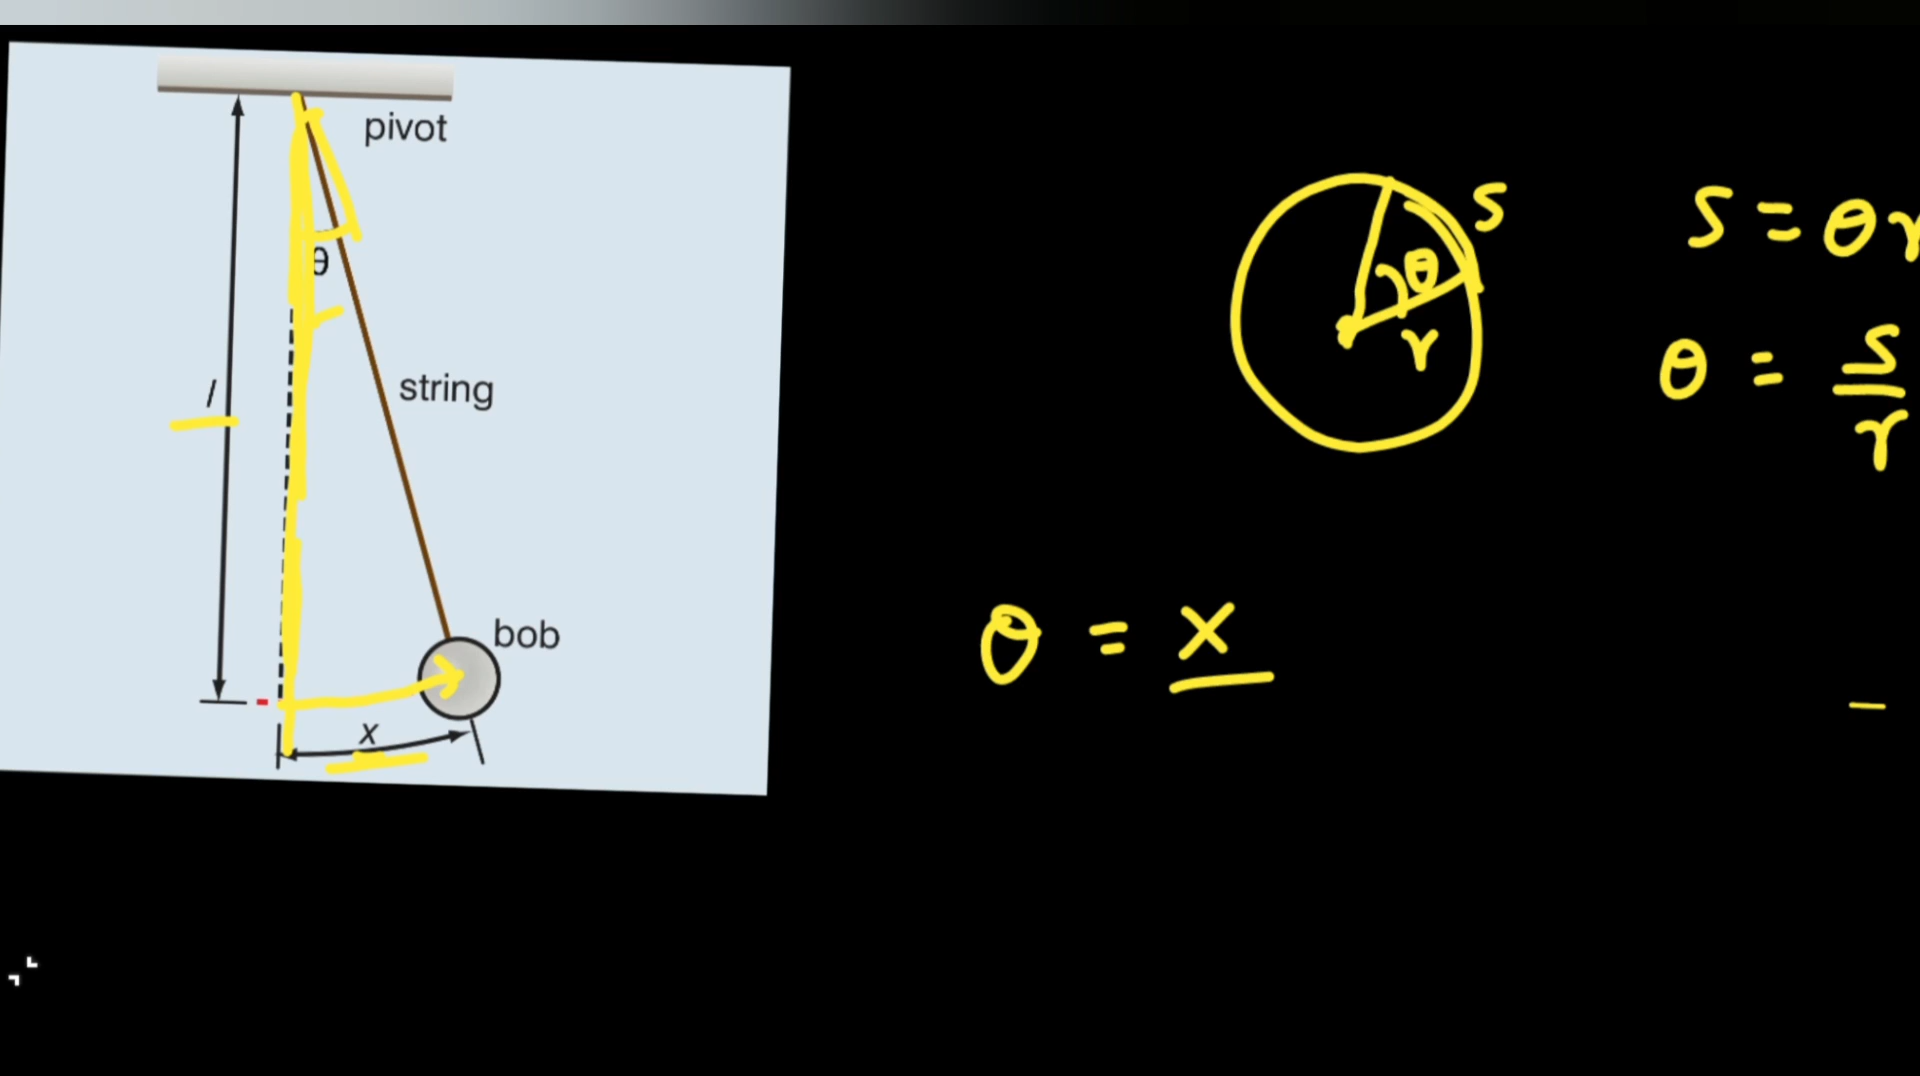 pivot
θ
l
string
bob
x
s
θ
r
s = θr
θ = s/r
θ = x